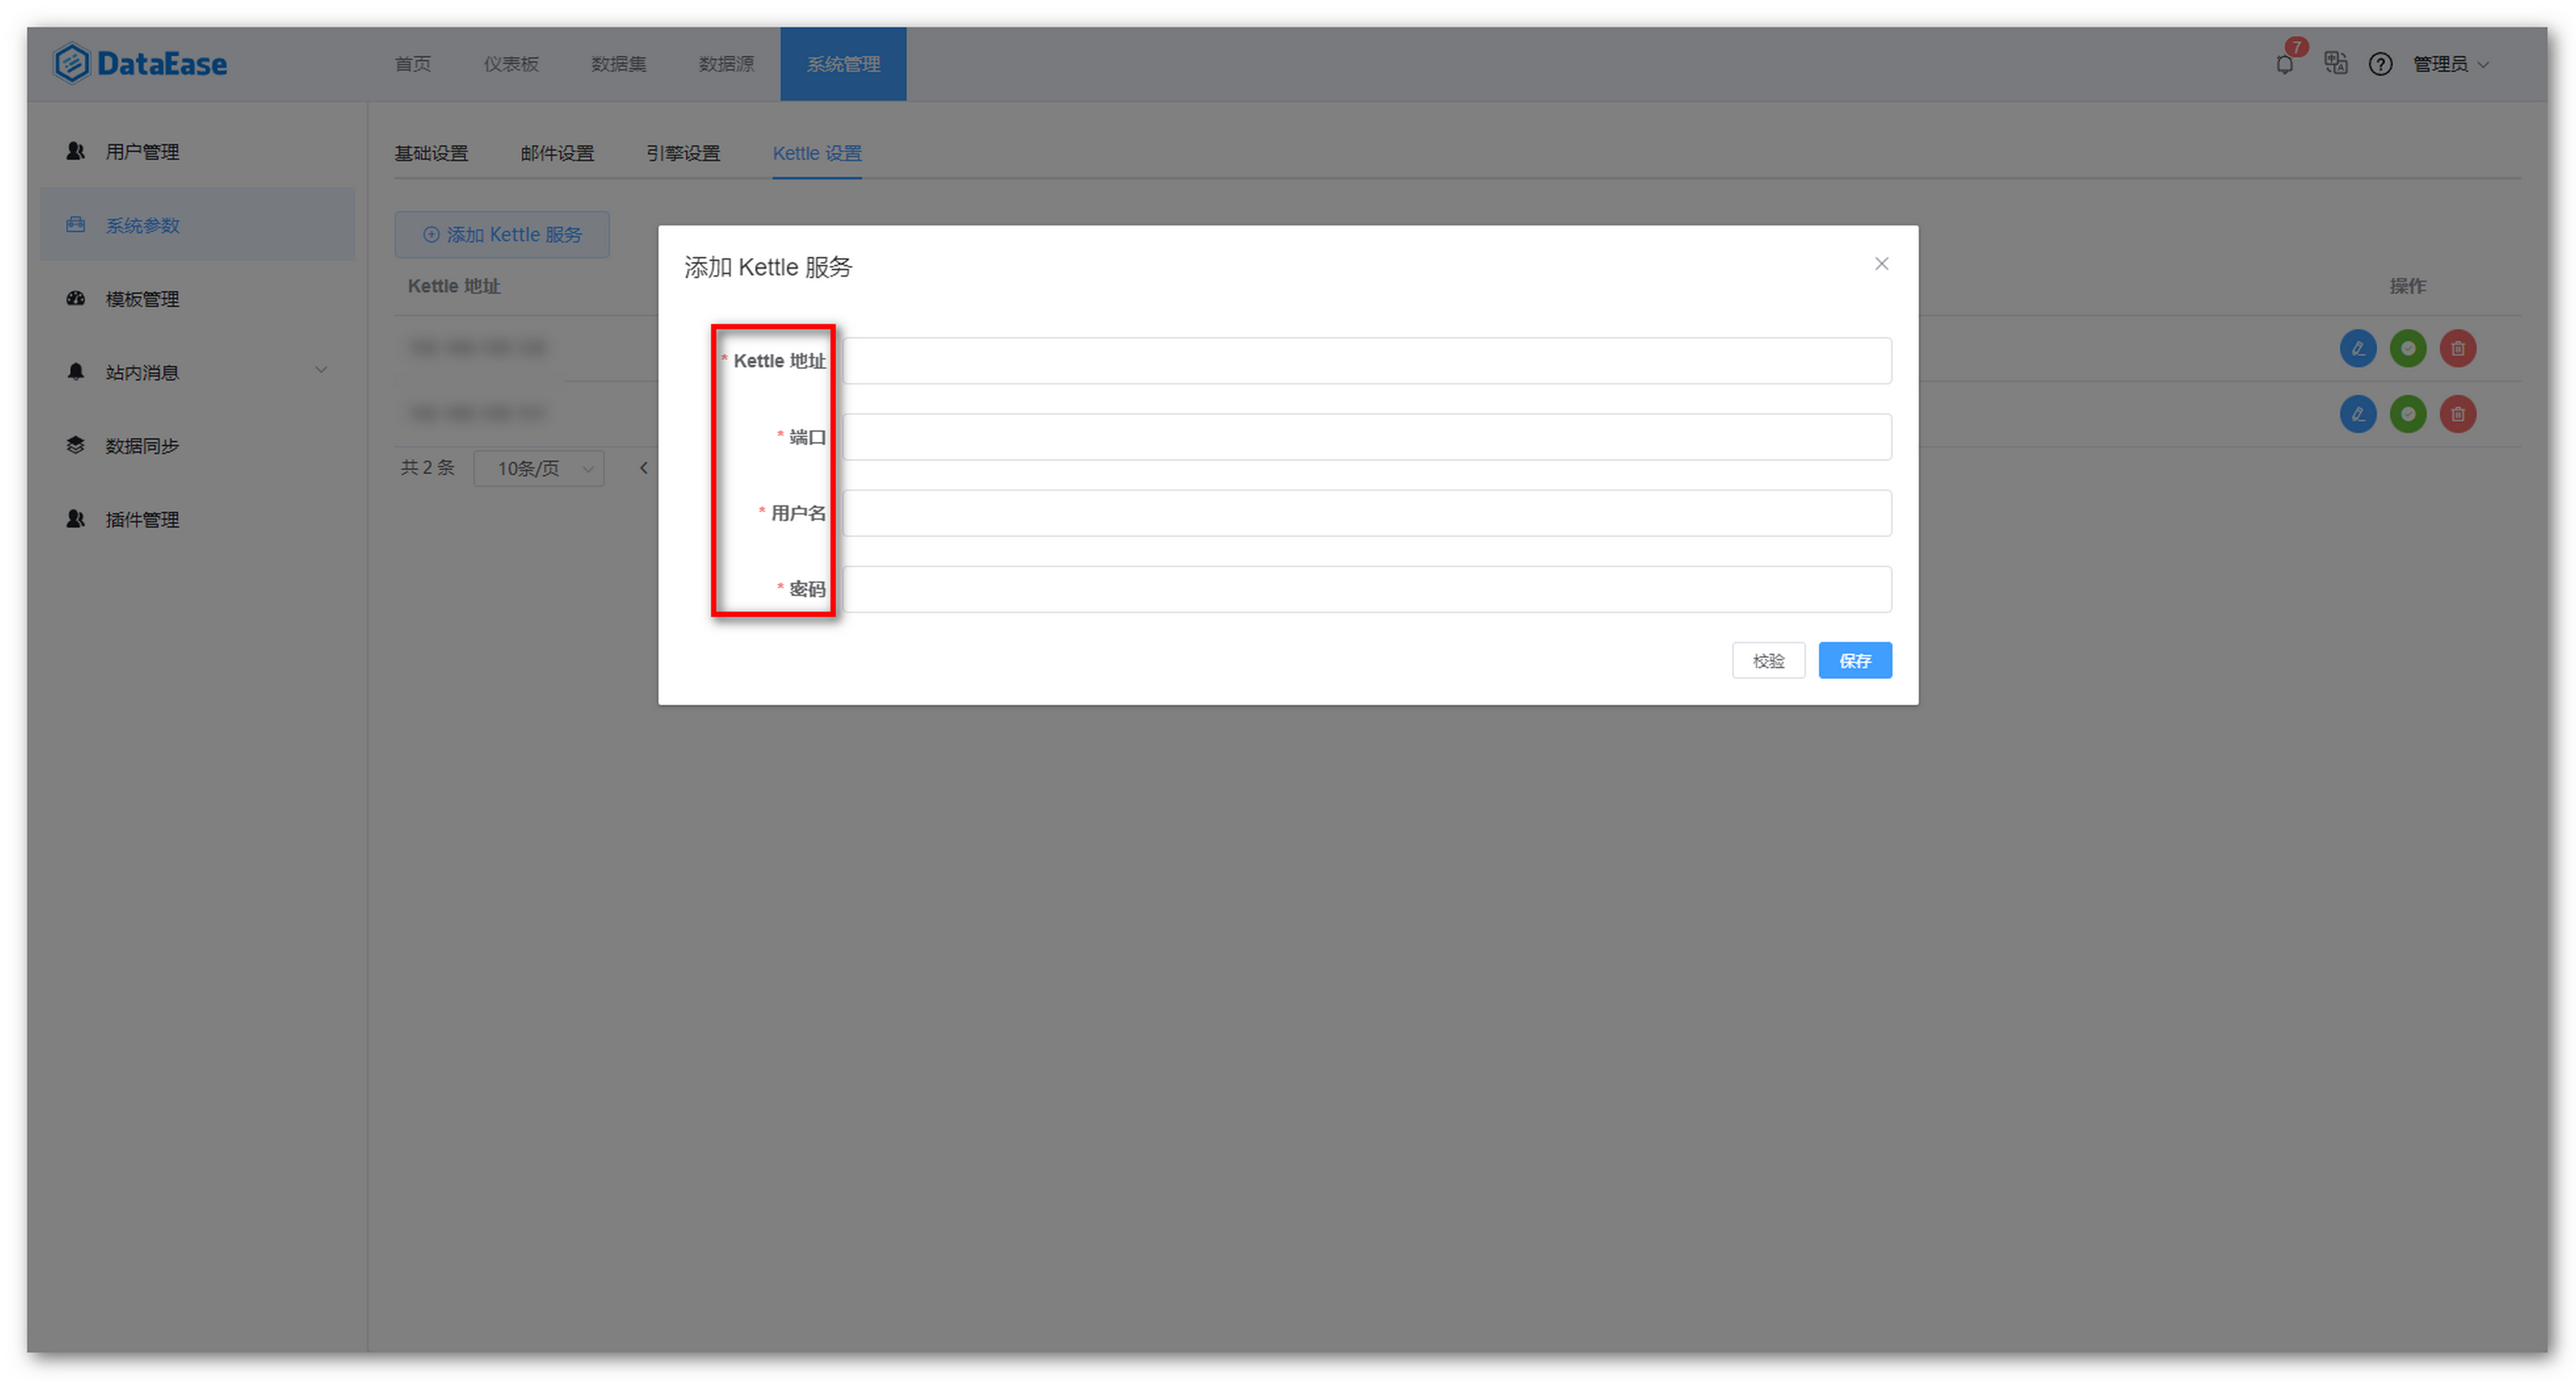 DataEase 首页 仪表板 数据集 数据源 系统管理 7 管理员
用户管理
系统参数
模板管理
站内消息
数据同步
插件管理
基础设置 邮件设置 引擎设置 Kettle 设置
添加 Kettle 服务
Kettle 地址 操作
共 2 条 10条/页
添加 Kettle 服务
* Kettle 地址
* 端口
* 用户名
* 密码
校验 保存